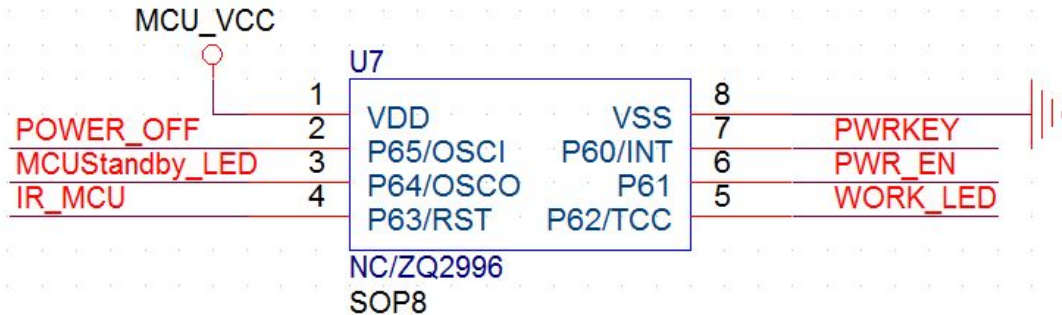 MCU_VCC
U7
1
8
VDD
VSS
POWER_OFF
2
7
PWRKEY
P65/OSCI
P60/INT
MCUStandby_LED
3
6
PWR_EN
P64/OSCO
P61
IR_MCU
4
5
WORK_LED
P63/RST
P62/TCC
NC/ZQ2996
SOP8